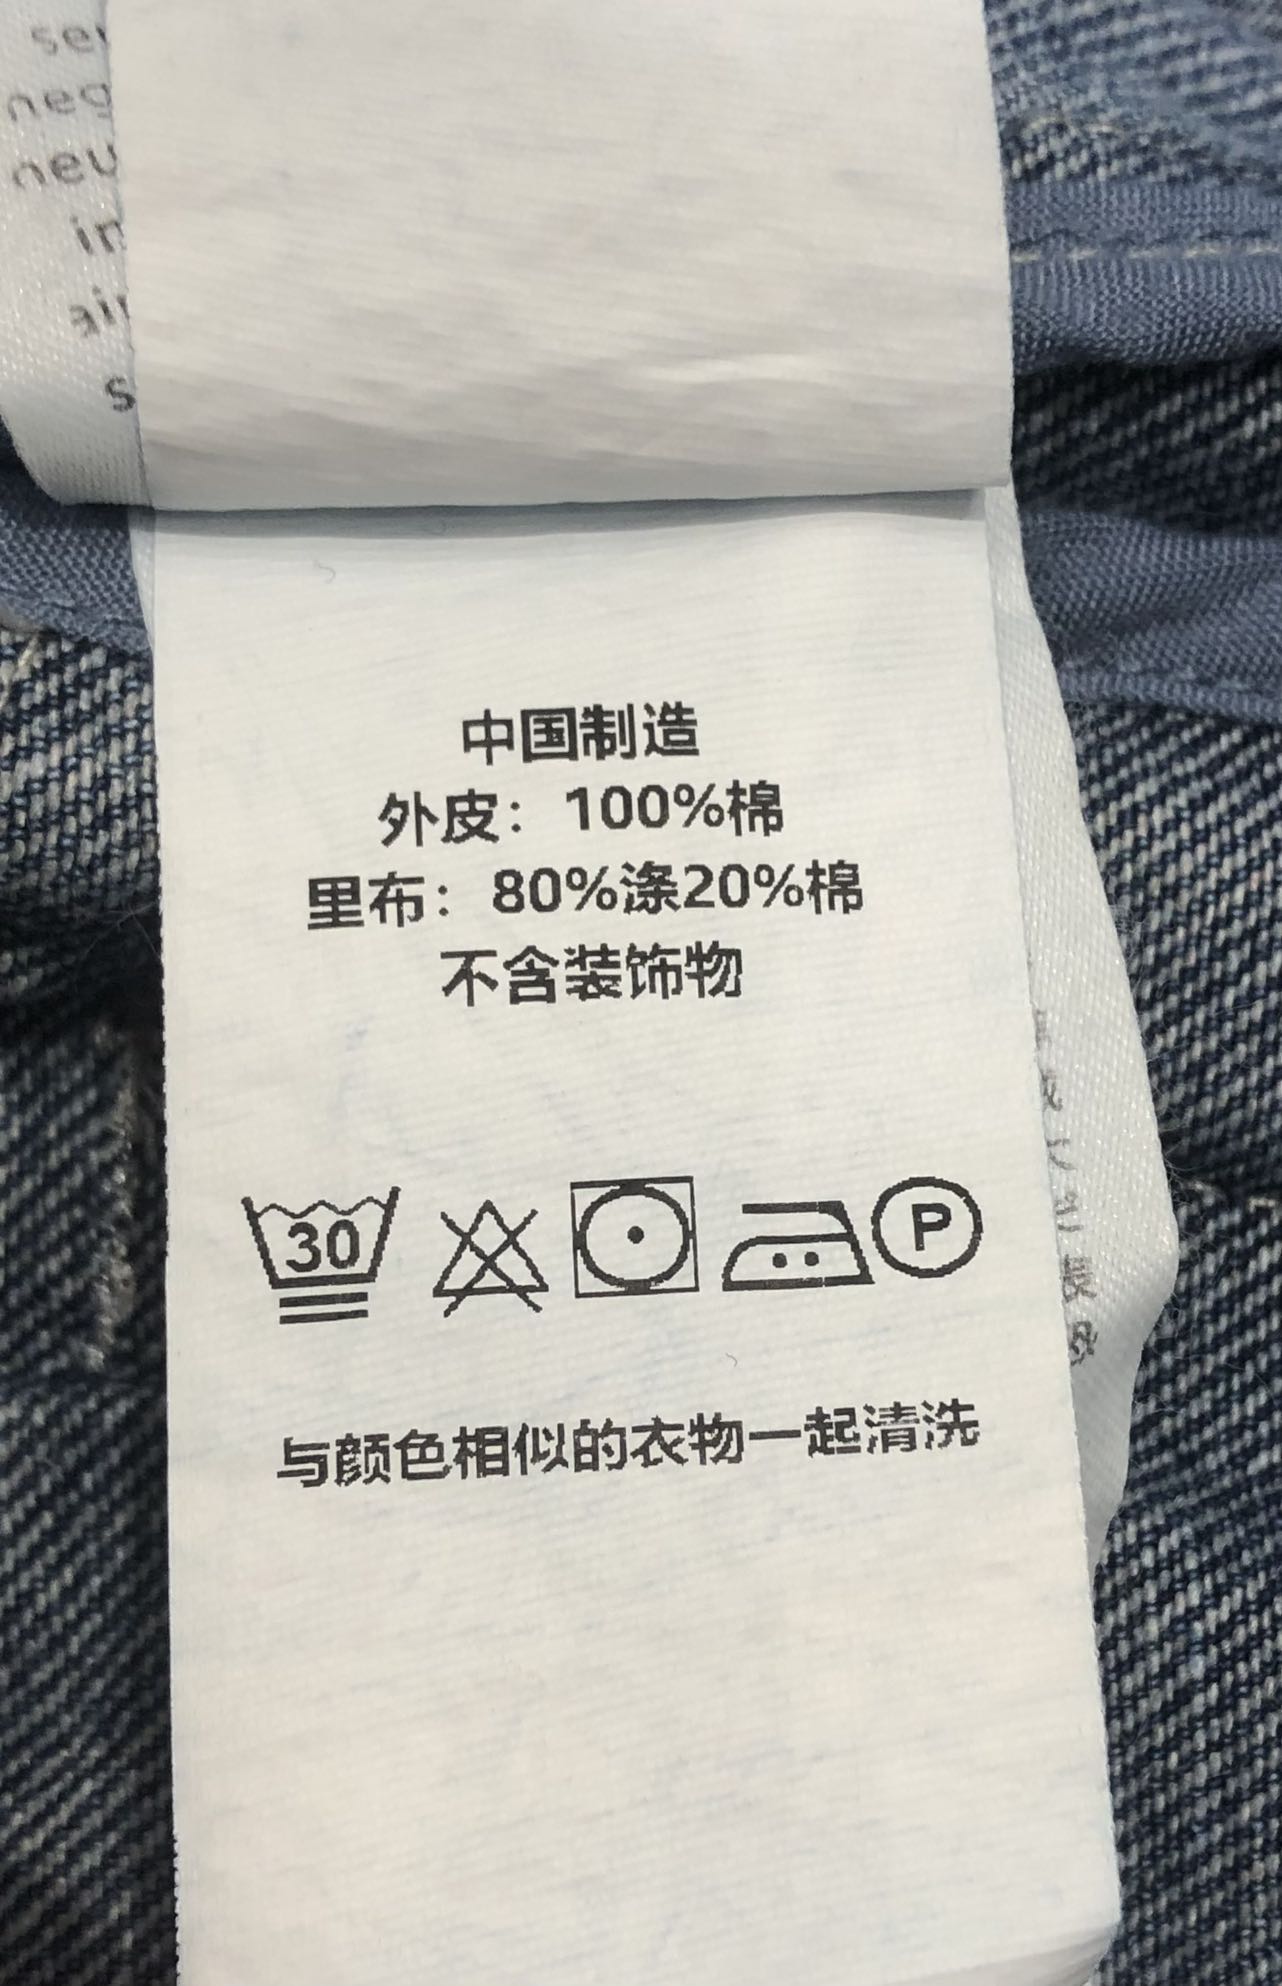 中国制造
外皮：100%棉
里布：80%涤20%棉
不含装饰物
30
P
与颜色相似的衣物一起清洗